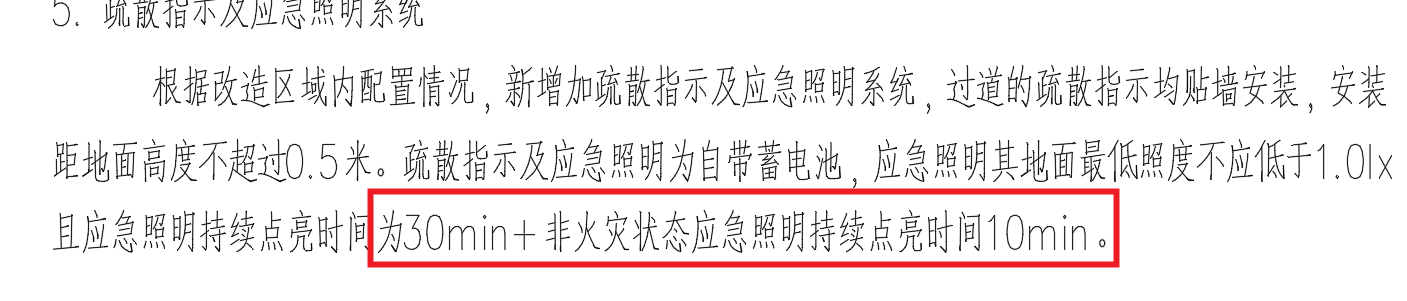 5. 疏散指示及应急照明系统
根据改造区域内配置情况，新增加疏散指示及应急照明系统，过道的疏散指示均贴墙安装，安装
距地面高度不超过0.5米。疏散指示及应急照明为自带蓄电池，应急照明其地面最低照度不应低于1.0lx
且应急照明持续点亮时间为30min+非火灾状态应急照明持续点亮时间10min。